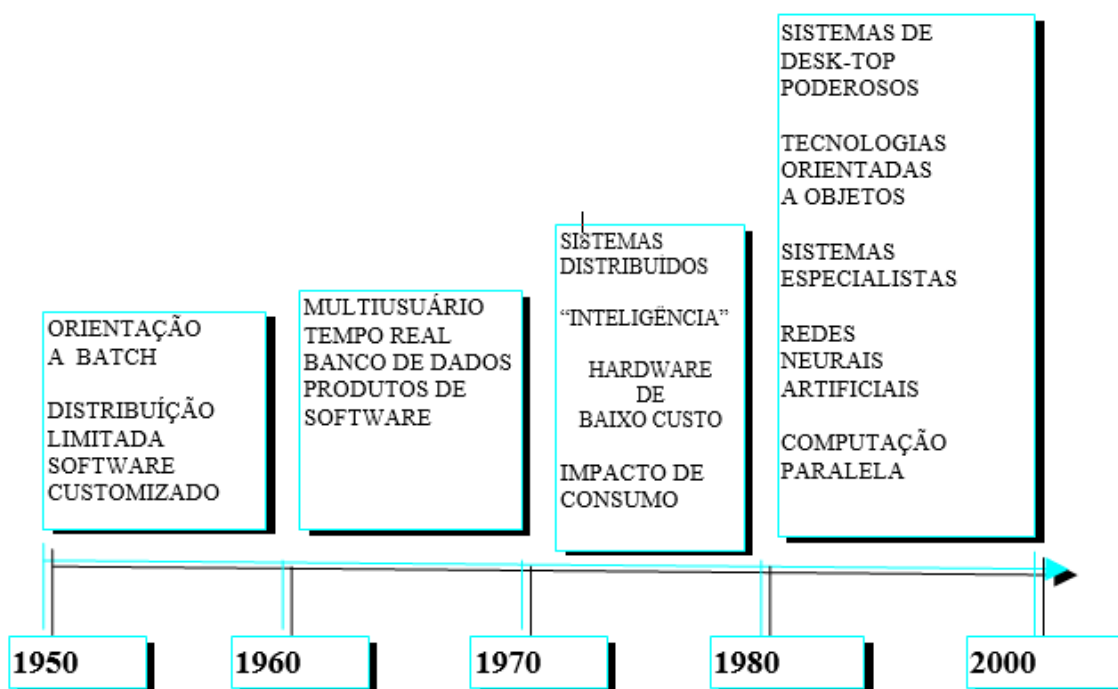 ORIENTAÇÃO
A BATCH
DISTRIBUÍÇÃO
LIMITADA
SOFTWARE
CUSTOMIZADO
MULTIUSUÁRIO
TEMPO REAL
BANCO DE DADOS
PRODUTOS DE
SOFTWARE
SISTEMAS
DISTRIBUÍDOS
“INTELIGËNCIA”
HARDWARE
DE
BAIXO CUSTO
IMPACTO DE
CONSUMO
SISTEMAS DE
DESK-TOP
PODEROSOS
TECNOLOGIAS
ORIENTADAS
A OBJETOS
SISTEMAS
ESPECIALISTAS
REDES
NEURAIS
ARTIFICIAIS
COMPUTAÇÃO
PARALELA
1950
1960
1970
1980
2000